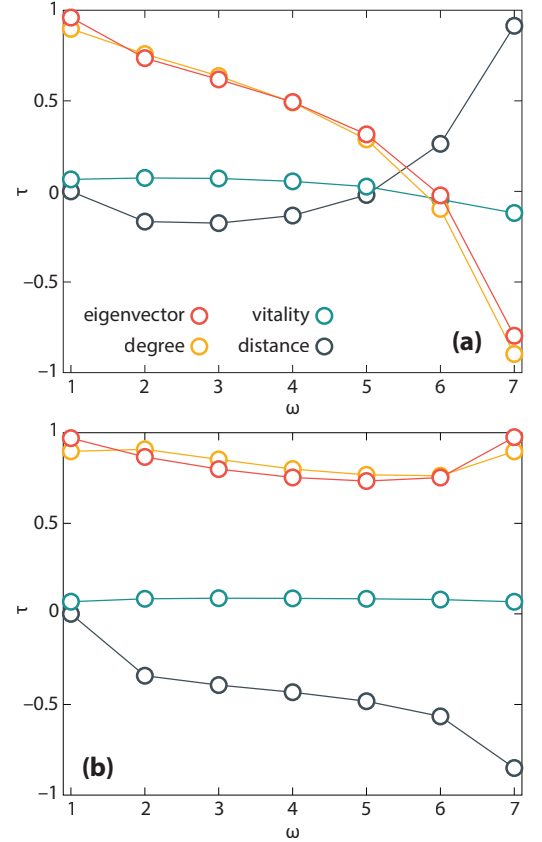 1
0.5
τ
0
−0.5
eigenvector vitality
degree distance
(a)
−1
1 2 3 4 5 6 7
ω
1
0.5
τ
0
−0.5
(b)
−1
1 2 3 4 5 6 7
ω